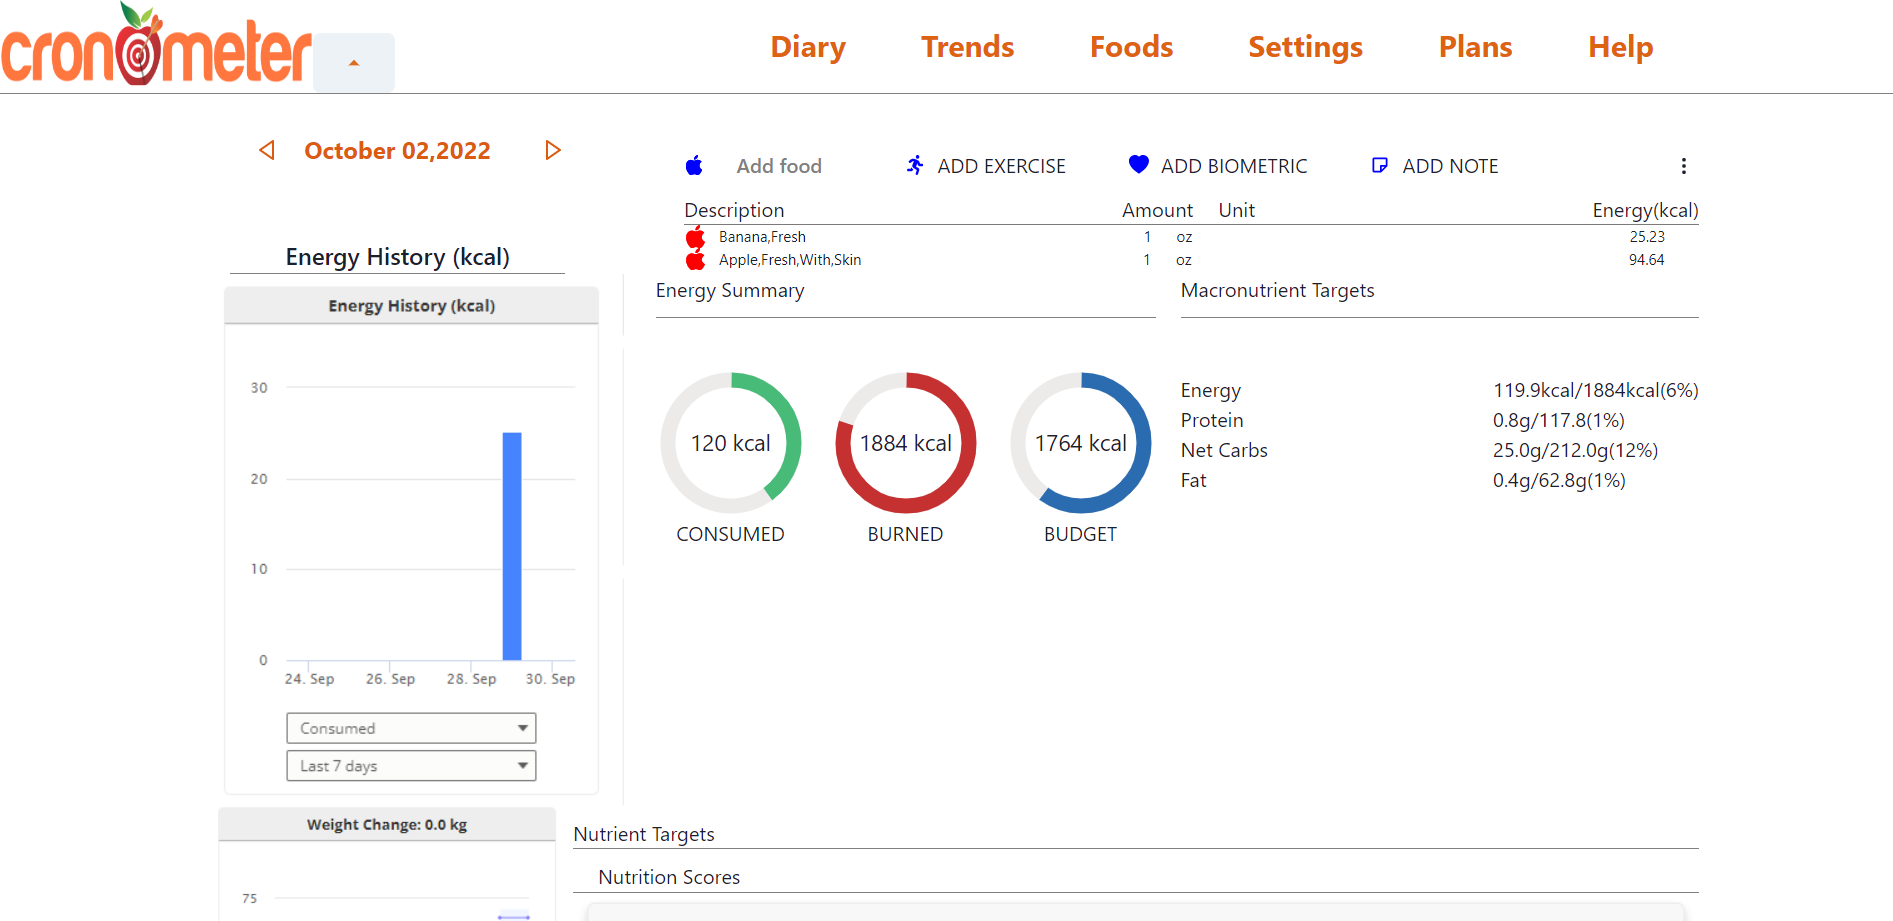 cronometer
Diary Trends Foods Settings Plans Help
October 02,2022
Add food ADD EXERCISE ADD BIOMETRIC ADD NOTE
Description Amount Unit Energy(kcal)
Banana,Fresh 1 oz 25.23
Apple,Fresh,With,Skin 1 oz 94.64
Energy History (kcal)
Energy History (kcal)
30
20
10
0
24. Sep 26. Sep 28. Sep 30. Sep
Consumed
Last 7 days
Energy Summary
120 kcal 1884 kcal 1764 kcal
CONSUMED BURNED BUDGET
Macronutrient Targets
Energy 119.9kcal/1884kcal(6%)
Protein 0.8g/117.8(1%)
Net Carbs 25.0g/212.0g(12%)
Fat 0.4g/62.8g(1%)
Weight Change: 0.0 kg
75
Nutrient Targets
Nutrition Scores